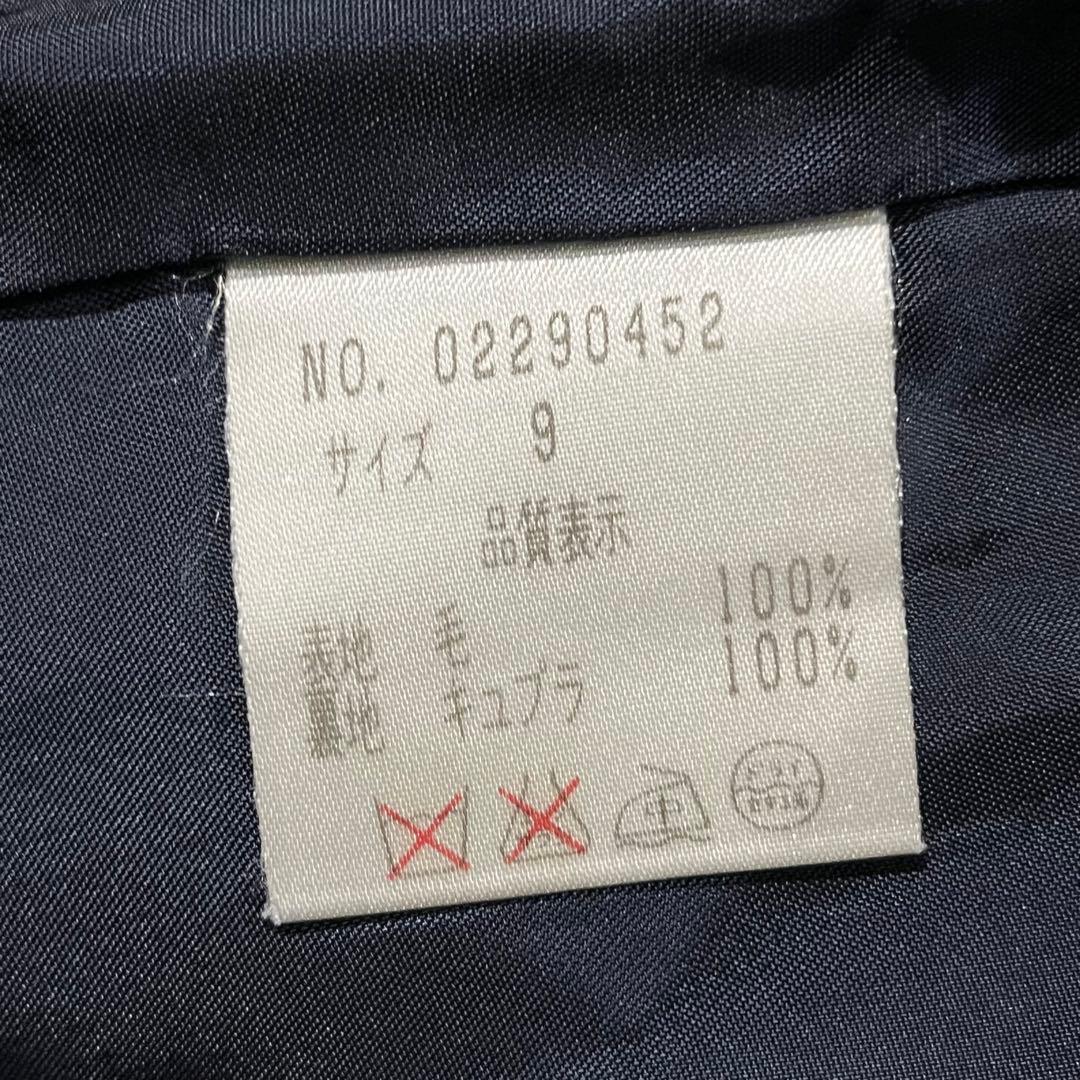 NO. 02290452
サイズ 9
品質表示
表地 毛 100%
裏地 キュプラ 100%
中